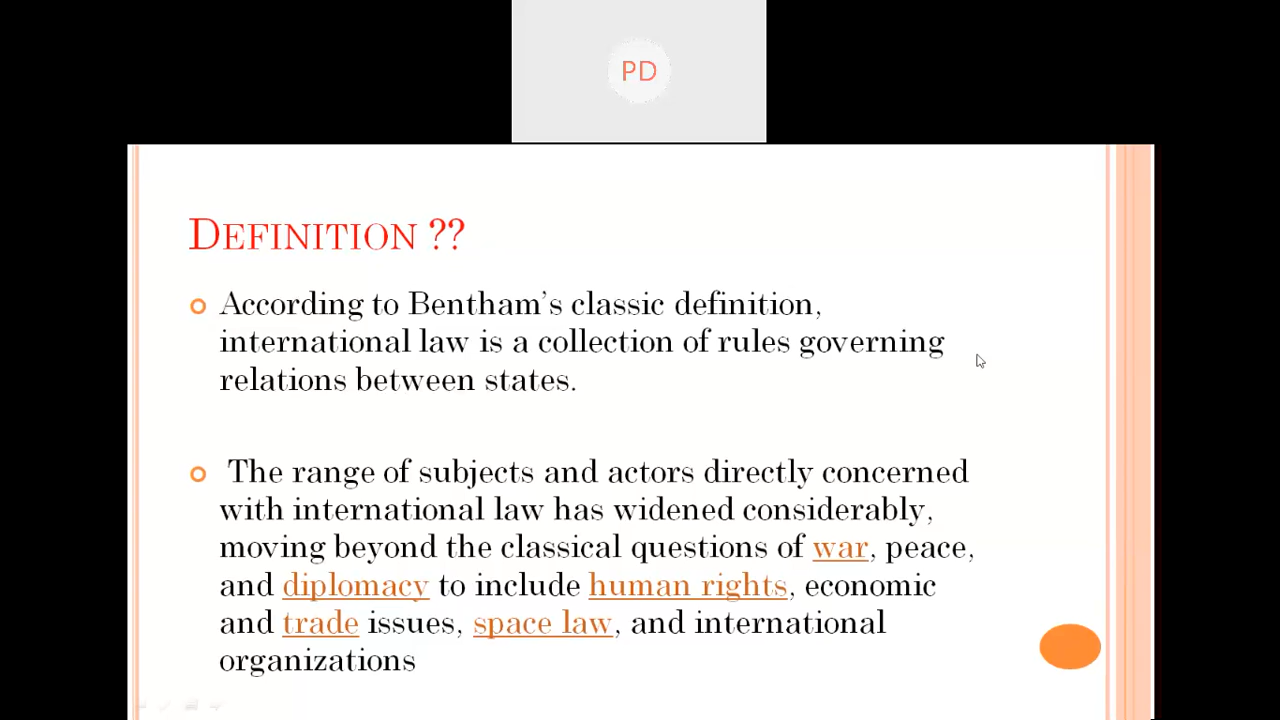 PD
DEFINITION ??
According to Bentham’s classic definition,
international law is a collection of rules governing
relations between states.
The range of subjects and actors directly concerned
with international law has widened considerably,
moving beyond the classical questions of war, peace,
and diplomacy to include human rights, economic
and trade issues, space law, and international
organizations